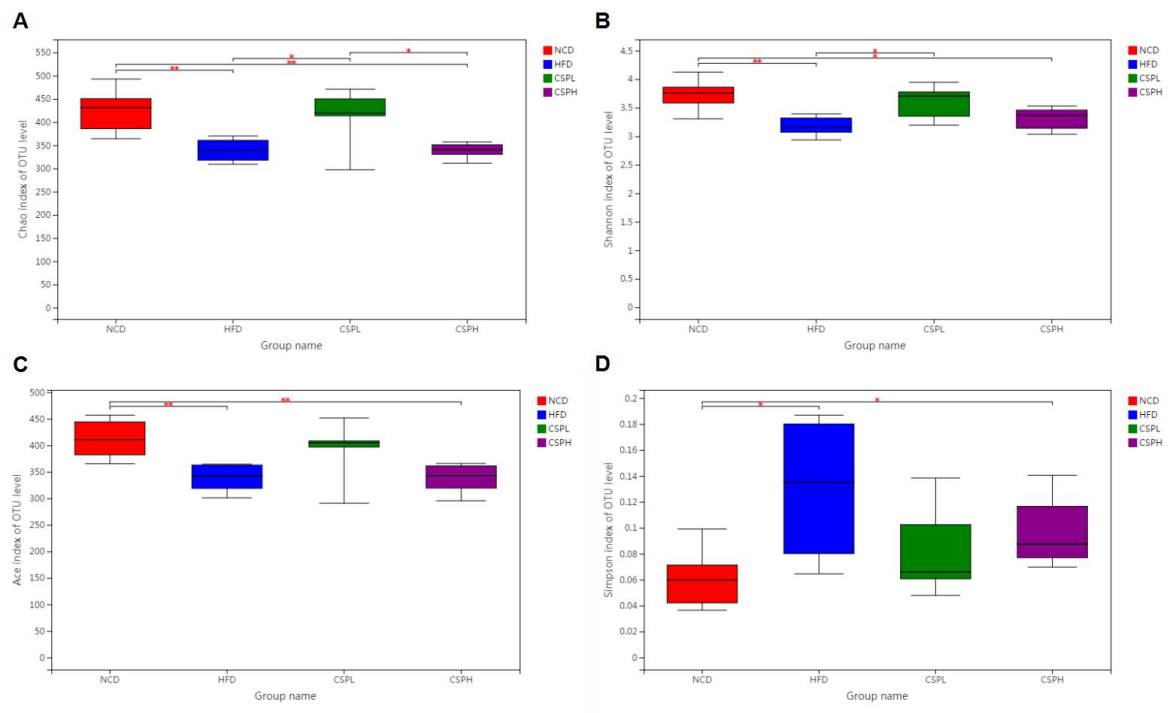 A
Chao index of OTU level
550
500
450
400
350
300
250
200
150
100
50
0
*
*
**
**
NCD
HFD
CSPL
CSPH
Group name
NCD
HFD
CSPL
CSPH
B
Shannon index of OTU level
4.5
4
3.5
3
2.5
2
1.5
1
0.5
0
*
*
**
NCD
HFD
CSPL
CSPH
Group name
NCD
HFD
CSPL
CSPH
C
Ace index of OTU level
500
450
400
350
300
250
200
150
100
50
0
**
**
NCD
HFD
CSPL
CSPH
Group name
NCD
HFD
CSPL
CSPH
D
Simpson index of OTU level
0.2
0.18
0.16
0.14
0.12
0.1
0.08
0.06
0.04
0.02
0
*
*
NCD
HFD
CSPL
CSPH
Group name
NCD
HFD
CSPL
CSPH